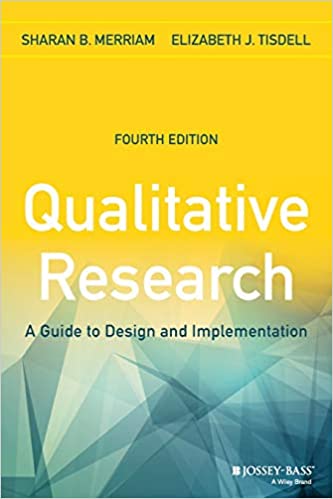 SHARAN B. MERRIAM ELIZABETH J. TISDELL
FOURTH EDITION
Qualitative
Research
A Guide to Design and Implementation
JOSSEY-BASS®
A Wiley Brand